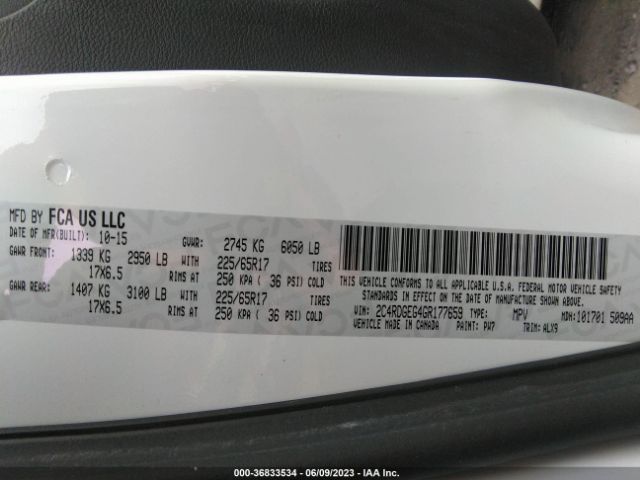 MFD BY FCA US LLC
DATE OF MFR(BUILT): 10-15 GVWR: 2745 KG 6050 LB
GAWR FRONT: 1339 KG 2950 LB WITH 225/65R17 TIRES
17X6.5 RIMS AT 250 KPA ( 36 PSI) COLD
GAWR REAR: 1407 KG 3100 LB WITH 225/65R17 TIRES
17X6.5 RIMS AT 250 KPA ( 36 PSI) COLD
THIS VEHICLE CONFORMS TO ALL APPLICABLE U.S.A. FEDERAL MOTOR VEHICLE SAFETY
STANDARDS IN EFFECT ON THE DATE OF MANUFACTURE SHOWN ABOVE
VIN: 2C4RDGEG4GR177659 TYPE: MPV MDH: 101701 509AA
VEHICLE MADE IN CANADA PAINT: PW7 TRIM: ALX9
000-36833534 - 06/09/2023 - IAA Inc.